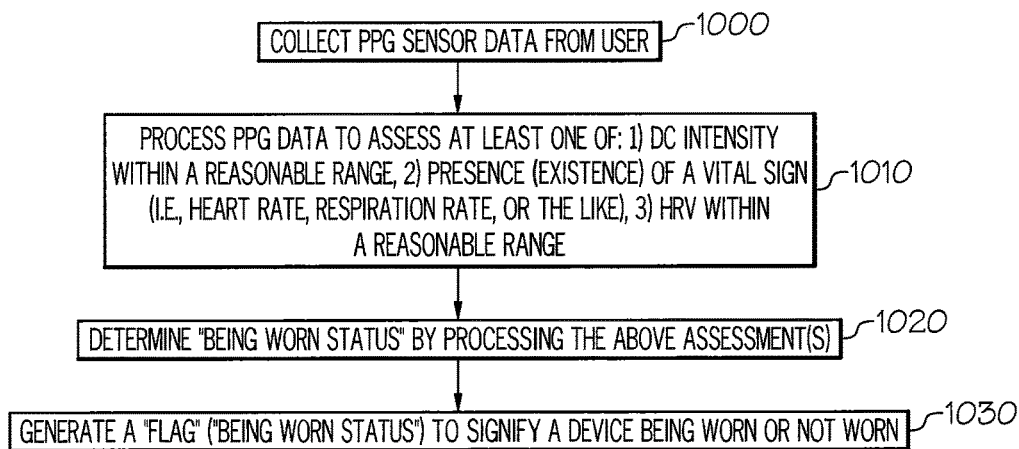 COLLECT PPG SENSOR DATA FROM USER 1000
PROCESS PPG DATA TO ASSESS AT LEAST ONE OF: 1) DC INTENSITY
WITHIN A REASONABLE RANGE, 2) PRESENCE (EXISTENCE) OF A VITAL SIGN
(I.E., HEART RATE, RESPIRATION RATE, OR THE LIKE), 3) HRV WITHIN
A REASONABLE RANGE
1010
DETERMINE "BEING WORN STATUS" BY PROCESSING THE ABOVE ASSESSMENT(S) 1020
GENERATE A "FLAG" ("BEING WORN STATUS") TO SIGNIFY A DEVICE BEING WORN OR NOT WORN 1030